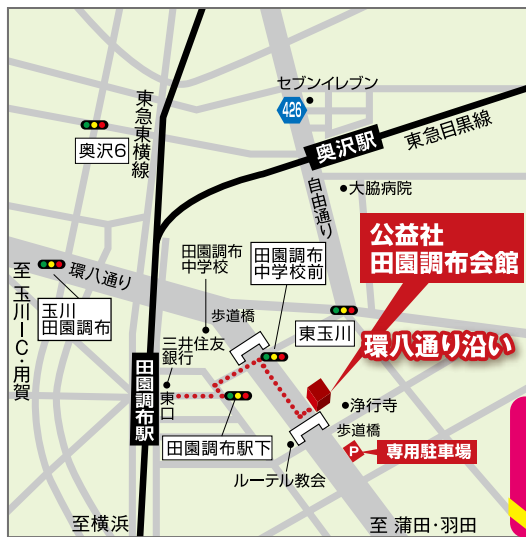 セブンイレブン
426
東急東横線
奥沢6
奥沢駅
東急目黒線
自由通り
大脇病院
公益社
田園調布会館
環八通り沿い
至 玉川IC・用賀
環八通り
玉川
田園調布
田園調布
中学校
田園調布
中学校前
歩道橋
東玉川
三井住友
銀行
田園調布駅
東口
田園調布駅下
浄行寺
歩道橋
P
専用駐車場
ルーテル教会
至横浜
至 蒲田・羽田